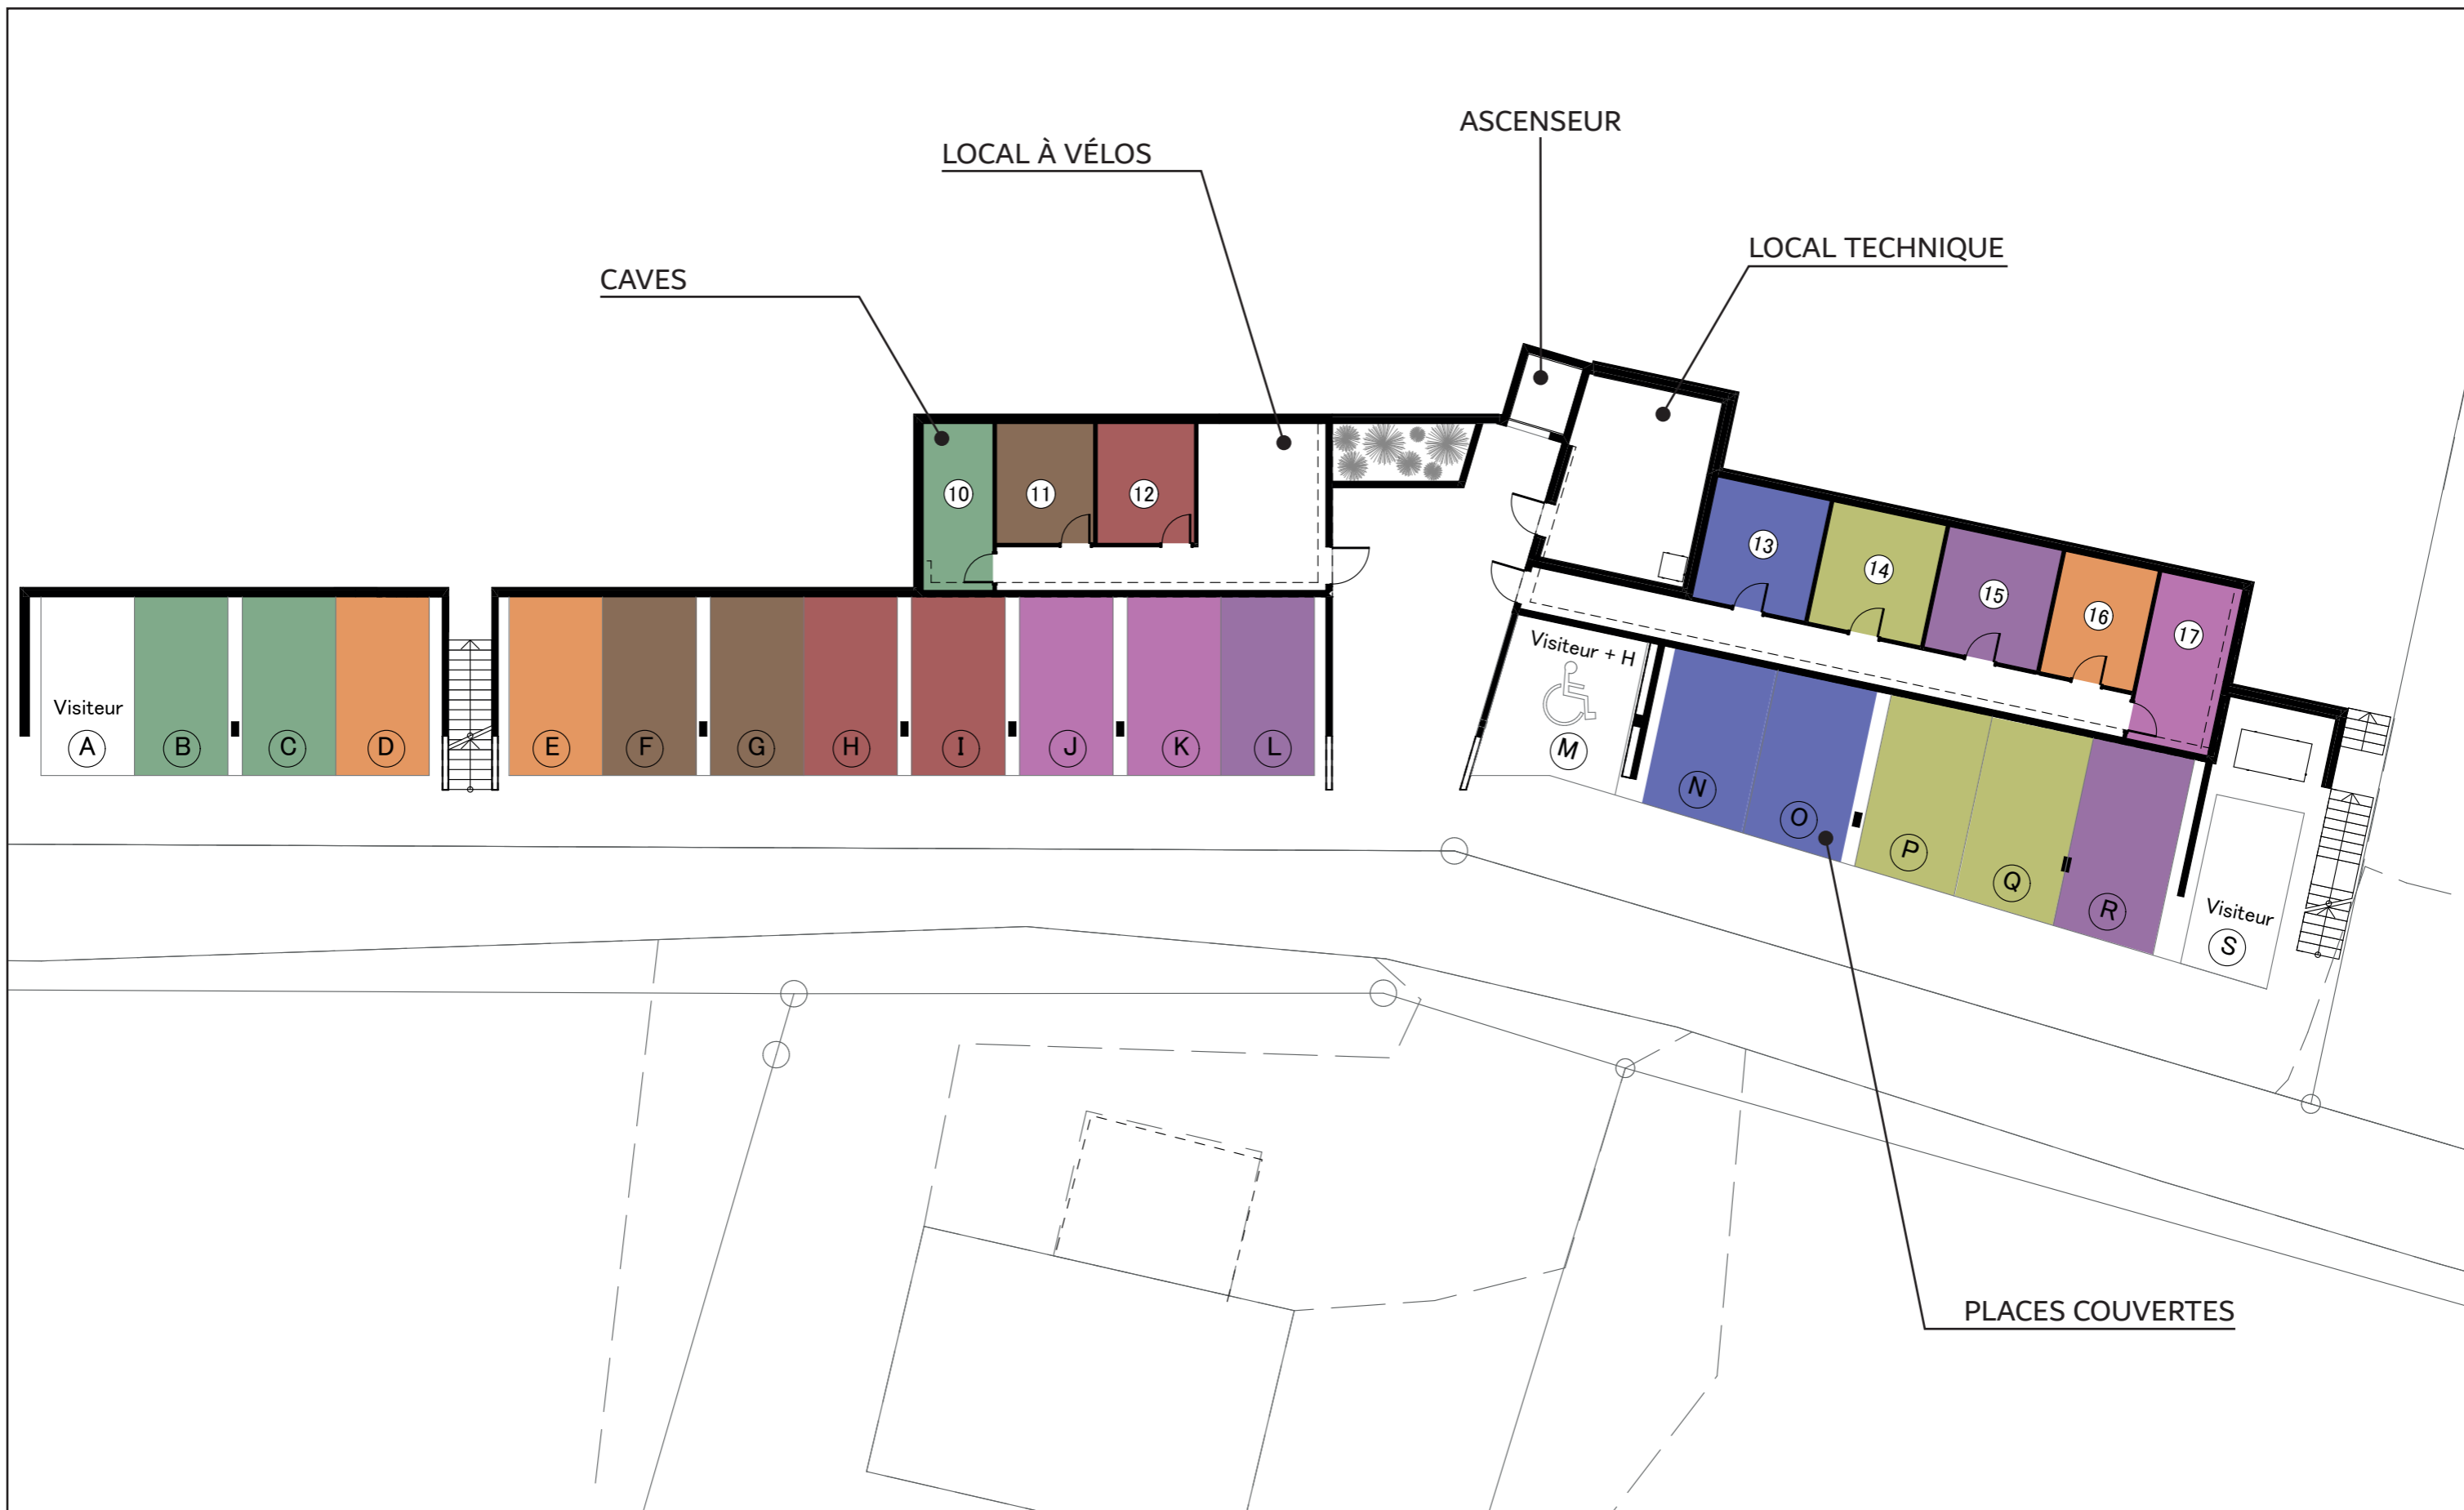 ASCENSEUR
LOCAL À VÉLOS
LOCAL TECHNIQUE
CAVES
10
11
12
13
14
15
16
17
Visiteur
A
B
C
D
E
F
G
H
I
J
K
L
Visiteur + H
M
N
O
P
Q
R
Visiteur
S
PLACES COUVERTES